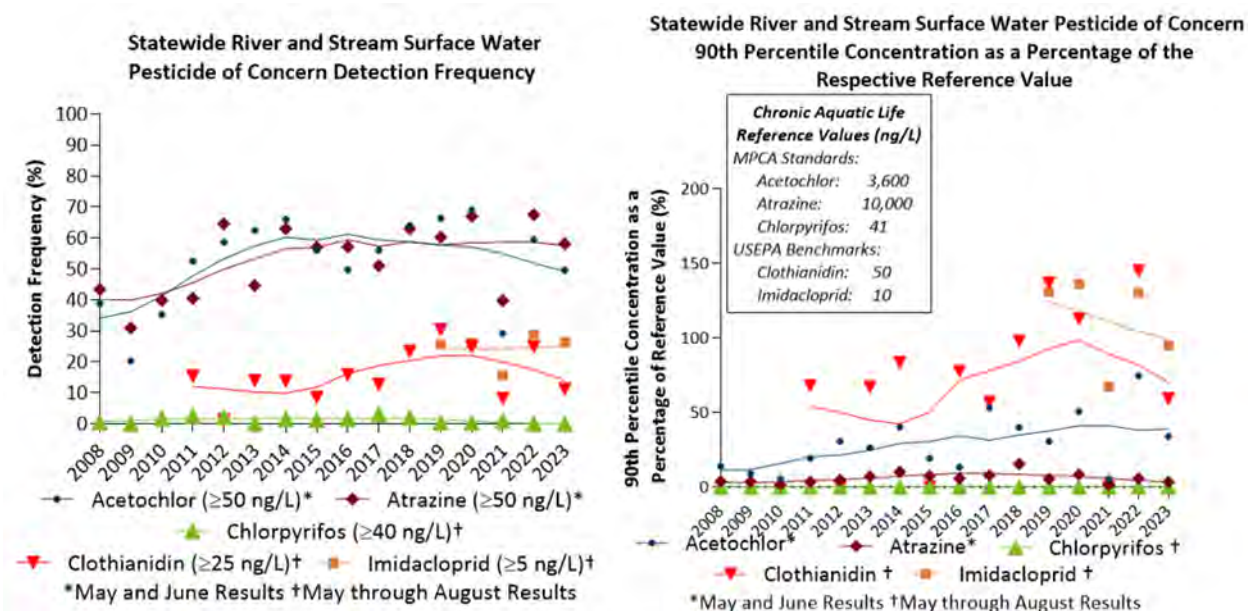 Statewide River and Stream Surface Water
Pesticide of Concern Detection Frequency
Detection Frequency (%)
100
90
80
70
60
50
40
30
20
10
0
2008
2009
2010
2011
2012
2013
2014
2015
2016
2017
2018
2019
2020
2021
2022
2023
Acetochlor (≥50 ng/L)*
Atrazine (≥50 ng/L)*
Chlorpyrifos (≥40 ng/L)†
Clothianidin (≥25 ng/L)†
Imidacloprid (≥5 ng/L)†
*May and June Results †May through August Results
Statewide River and Stream Surface Water Pesticide of Concern
90th Percentile Concentration as a Percentage of the
Respective Reference Value
Chronic Aquatic Life
Reference Values (ng/L)
MPCA Standards:
Acetochlor: 3,600
Atrazine: 10,000
Chlorpyrifos: 41
USEPA Benchmarks:
Clothianidin: 50
Imidacloprid: 10
90th Percentile Concentration as a
Percentage of Reference Value (%)
200
150
100
50
0
2008
2009
2010
2011
2012
2013
2014
2015
2016
2017
2018
2019
2020
2021
2022
2023
Acetochlor*
Atrazine*
Chlorpyrifos †
Clothianidin †
Imidacloprid †
*May and June Results †May through August Results